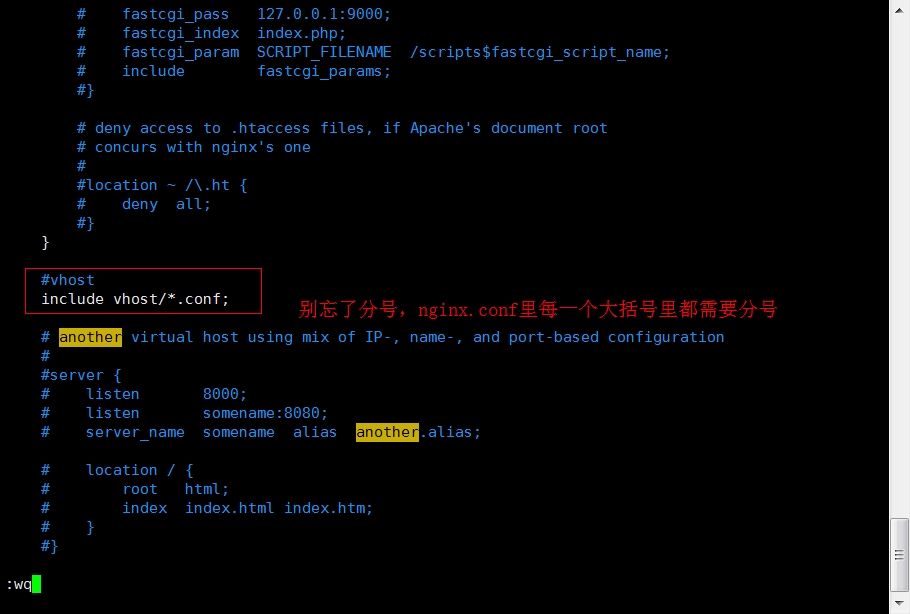 #    fastcgi_pass   127.0.0.1:9000;
#    fastcgi_index  index.php;
#    fastcgi_param  SCRIPT_FILENAME  /scripts$fastcgi_script_name;
#    include        fastcgi_params;
#}
# deny access to .htaccess files, if Apache's document root
# concurs with nginx's one
#
#location ~ /\.ht {
#    deny  all;
#}
}
#vhost
include vhost/*.conf;
别忘了分号，nginx.conf里每一个大括号里都需要分号
# another virtual host using mix of IP-, name-, and port-based configuration
#
#server {
#    listen       8000;
#    listen       somename:8080;
#    server_name  somename  alias  another.alias;
#    location / {
#        root   html;
#        index  index.html index.htm;
#    }
#}
:wq